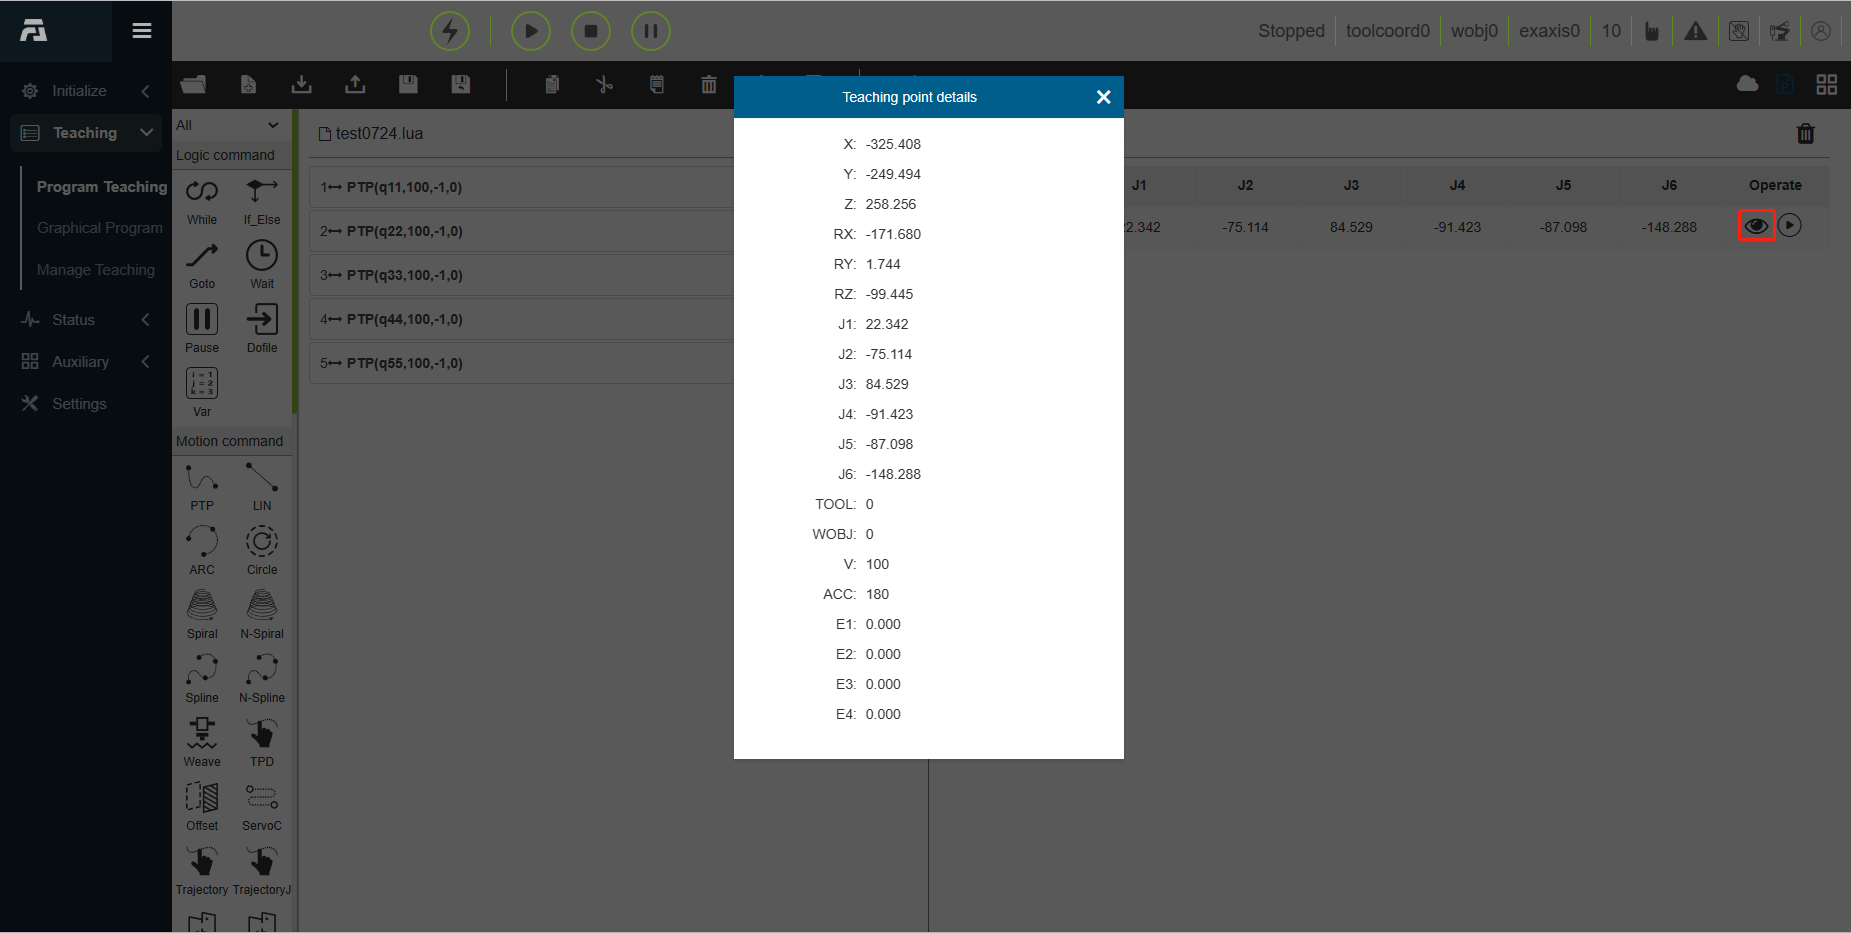 Stopped toolcoord0 wobj0 exaxis0 10
Initialize
Teaching
Program Teaching
Graphical Program
Manage Teaching
Status
Auxiliary
Settings
All
Logic command
While If_Else
Goto Wait
Pause Dofile
i = 1
j = 2
k = 3
Var
Motion command
PTP LIN
ARC Circle
Spiral N-Spiral
Spline N-Spline
Weave TPD
Offset ServoC
Trajectory TrajectoryJ
test0724.lua
1 PTP(q11,100,-1,0)
2 PTP(q22,100,-1,0)
3 PTP(q33,100,-1,0)
4 PTP(q44,100,-1,0)
5 PTP(q55,100,-1,0)
Teaching point details
X: -325.408
Y: -249.494
Z: 258.256
RX: -171.680
RY: 1.744
RZ: -99.445
J1: 22.342
J2: -75.114
J3: 84.529
J4: -91.423
J5: -87.098
J6: -148.288
TOOL: 0
WOBJ: 0
V: 100
ACC: 180
E1: 0.000
E2: 0.000
E3: 0.000
E4: 0.000
J1 J2 J3 J4 J5 J6 Operate
22.342 -75.114 84.529 -91.423 -87.098 -148.288